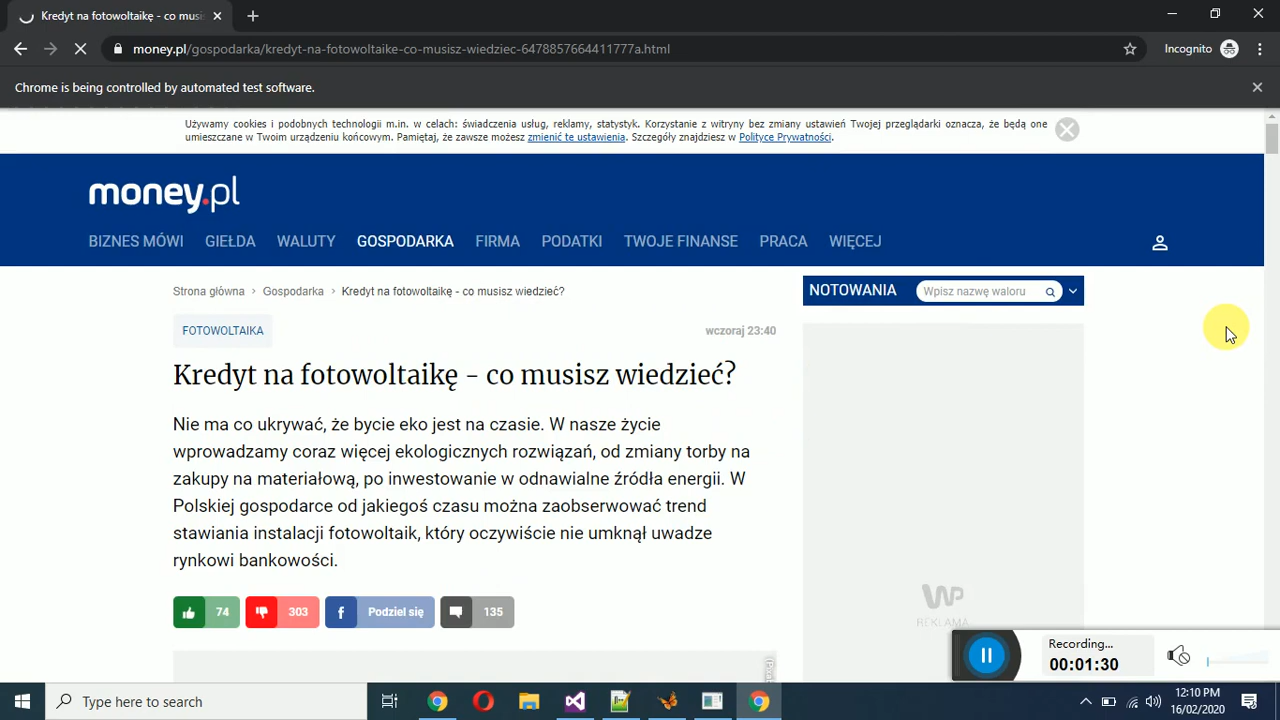 Kredyt na fotowoltaikę - co mus
money.pl/gospodarka/kredyt-na-fotowoltaike-co-musisz-wiedziec-6478857664411777a.html
Incognito
Chrome is being controlled by automated test software.
Używamy cookies i podobnych technologii m.in. w celach: świadczenia usług, reklamy, statystyk. Korzystanie z witryny bez zmiany ustawień Twojej przeglądarki oznacza, że będą one
umieszczane w Twoim urządzeniu końcowym. Pamiętaj, że zawsze możesz zmienić te ustawienia. Szczegóły znajdziesz w Polityce Prywatności.
money.pl
BIZNES MÓWI GIEŁDA WALUTY GOSPODARKA FIRMA PODATKI TWOJE FINANSE PRACA WIĘCEJ
Strona główna › Gospodarka › Kredyt na fotowoltaikę - co musisz wiedzieć?
NOTOWANIA Wpisz nazwę waloru
FOTOWOLTAIKA
wczoraj 23:40
Kredyt na fotowoltaikę - co musisz wiedzieć?
Nie ma co ukrywać, że bycie eko jest na czasie. W nasze życie
wprowadzamy coraz więcej ekologicznych rozwiązań, od zmiany torby na
zakupy na materiałową, po inwestowanie w odnawialne źródła energii. W
Polskiej gospodarce od jakiegoś czasu można zaobserwować trend
stawiania instalacji fotowoltaik, który oczywiście nie umknął uwadze
rynkowi bankowości.
74 303 Podziel się 135
WP
REKLAMA
Recording...
00:01:30
Type here to search
12:10 PM
16/02/2020